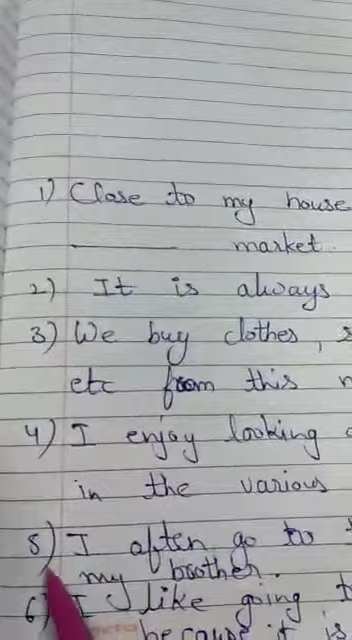 1) Close to my house
________ market.
2) It is always
3) We buy clothes, s
etc from this
4) I enjoy looking
in the various
5) I often go to
my brother.
6) I like going t
because it is